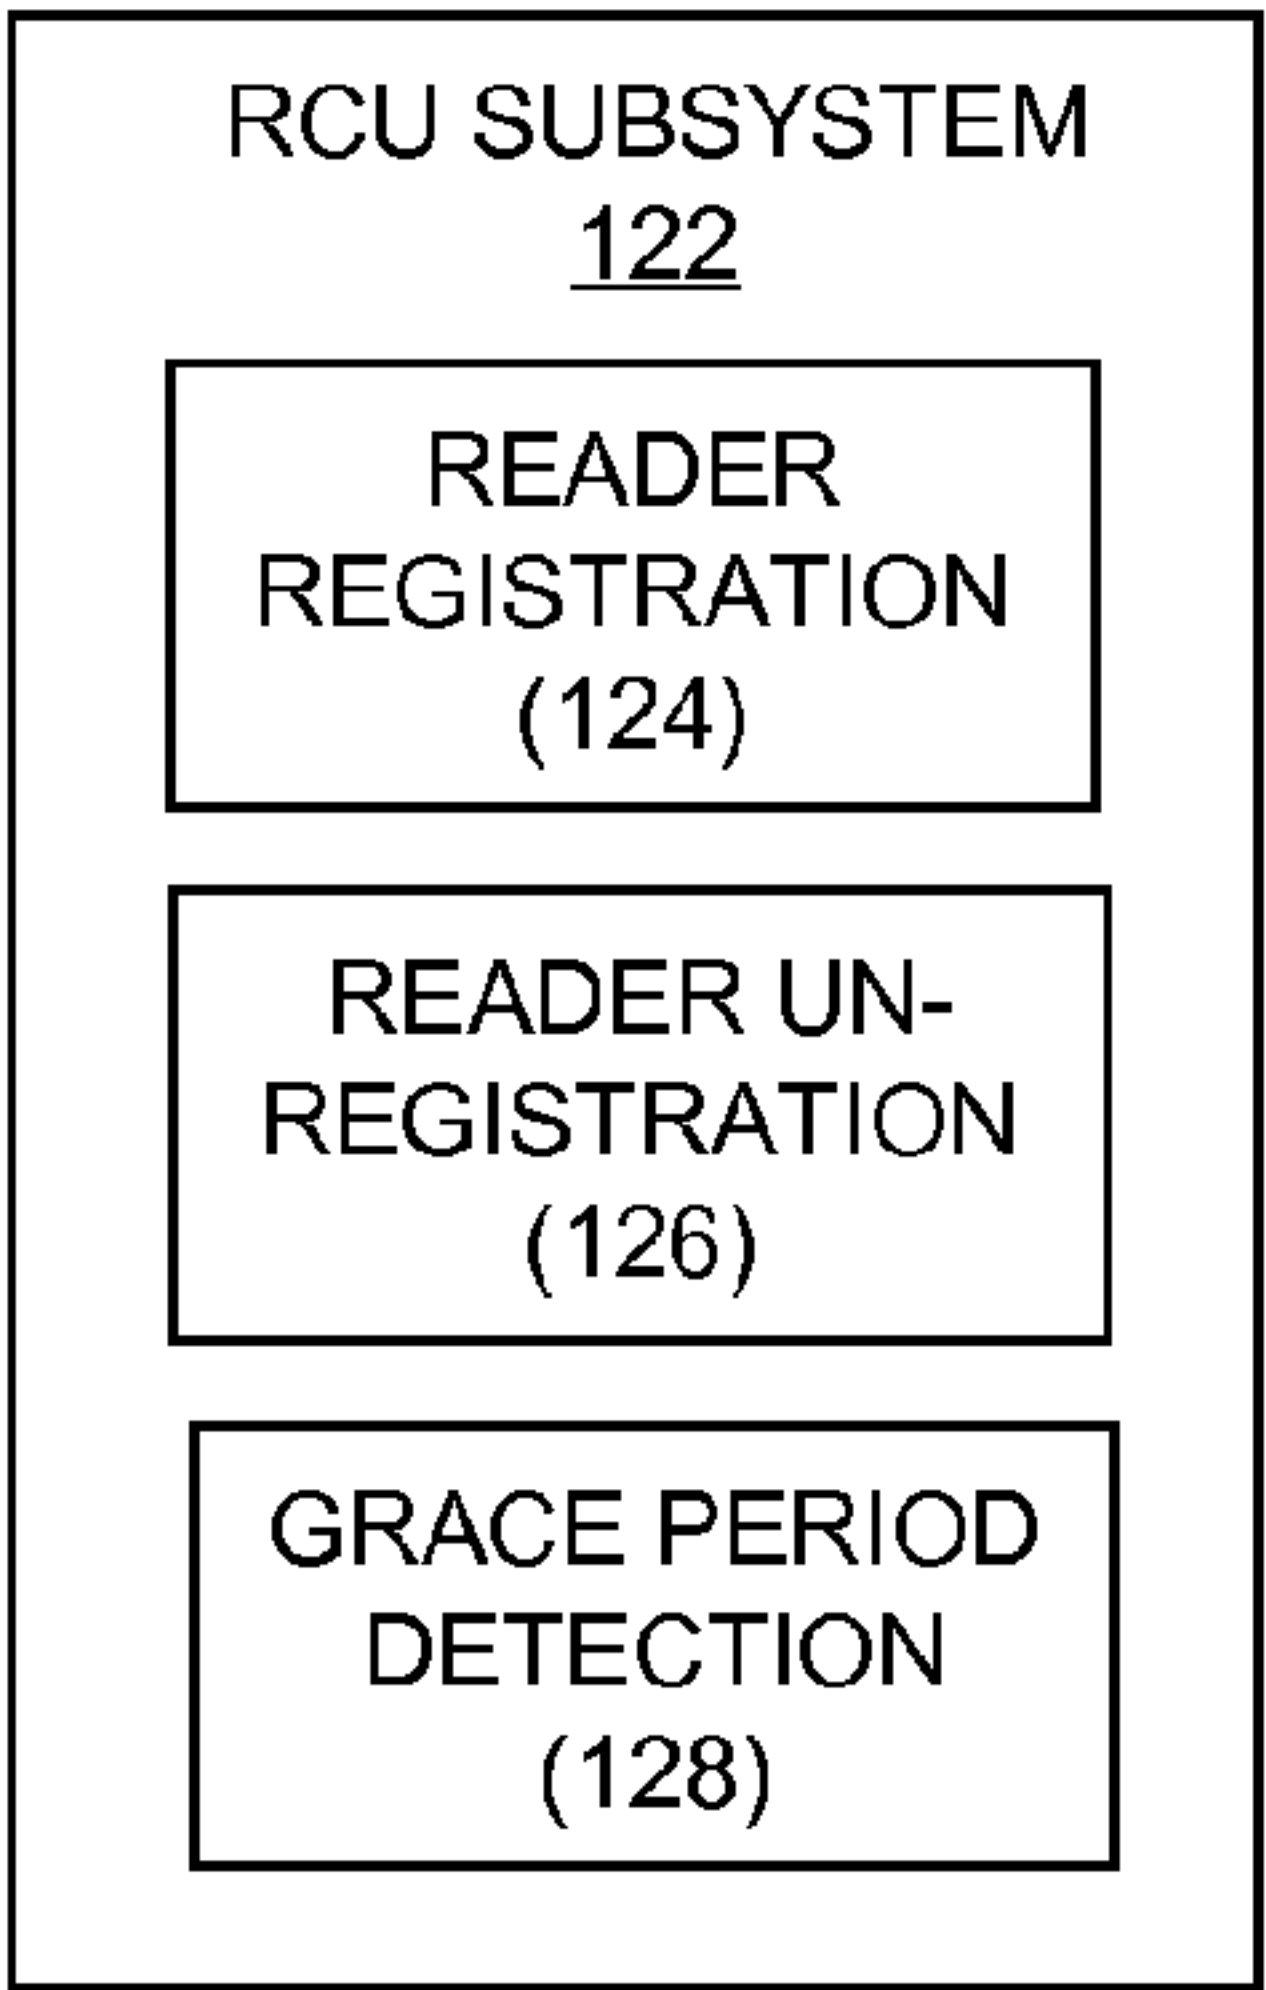 RCU SUBSYSTEM
122
READER
REGISTRATION
(124)
READER UN-
REGISTRATION
(126)
GRACE PERIOD
DETECTION
(128)